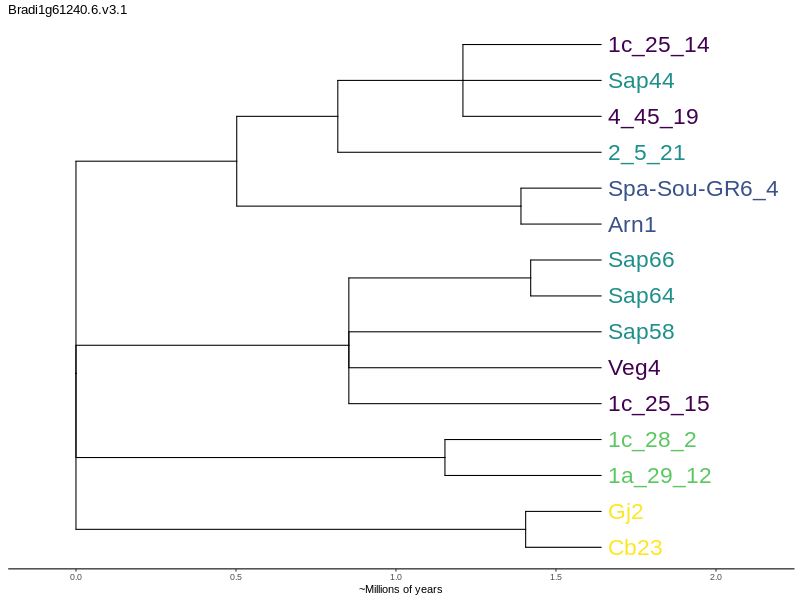 Bradi1g61240.6.v3.1
1c_25_14
Sap44
4_45_19
2_5_21
Spa-Sou-GR6_4
Arn1
Sap66
Sap64
Sap58
Veg4
1c_25_15
1c_28_2
1a_29_12
Gj2
Cb23
0.0 0.5 1.0 1.5 2.0
~Millions of years